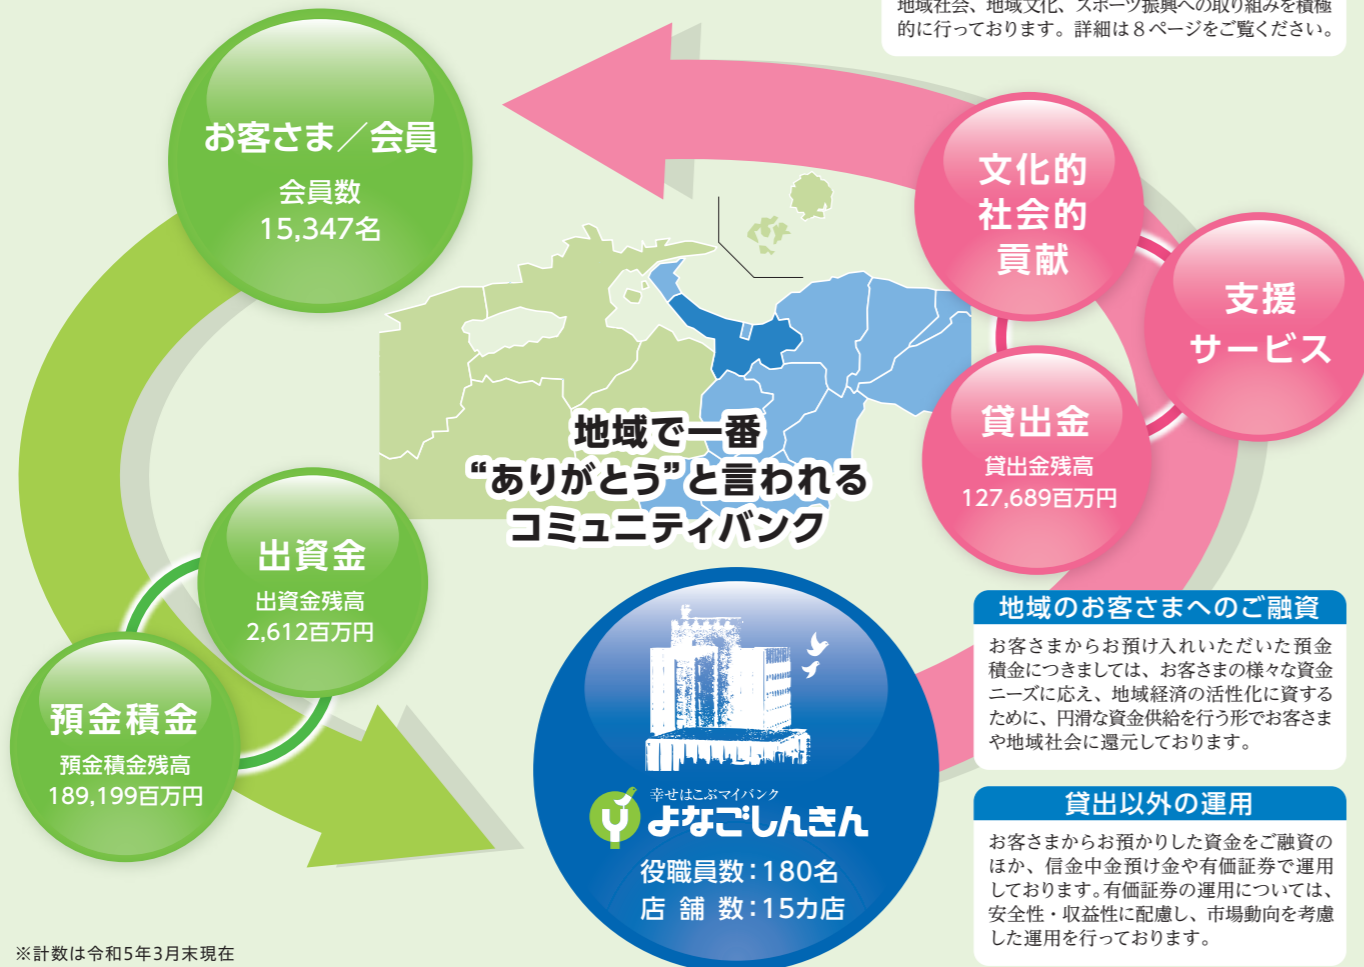 地域社会、地域文化、スポーツ振興への取り組みを積極
的に行っております。詳細は8ページをご覧ください。
お客さま／会員
会員数
15,347名
文化的
社会的
貢献
支援
サービス
貸出金
貸出金残高
127,689百万円
地域で一番
“ありがとう”と言われる
コミュニティバンク
出資金
出資金残高
2,612百万円
預金積金
預金積金残高
189,199百万円
幸せはこぶマイバンク
よなごしんきん
役職員数：180名
店舗数：15カ店
地域のお客さまへのご融資
お客さまからお預け入れいただいた預金
積金につきましては、お客さまの様々な資金
ニーズに応え、地域経済の活性化に資する
ために、円滑な資金供給を行う形でお客さま
や地域社会に還元しております。
貸出以外の運用
お客さまからお預かりした資金をご融資の
ほか、信金中金預け金や有価証券で運用
しております。有価証券の運用については、
安全性・収益性に配慮し、市場動向を考慮
した運用を行っております。
※計数は令和5年3月末現在